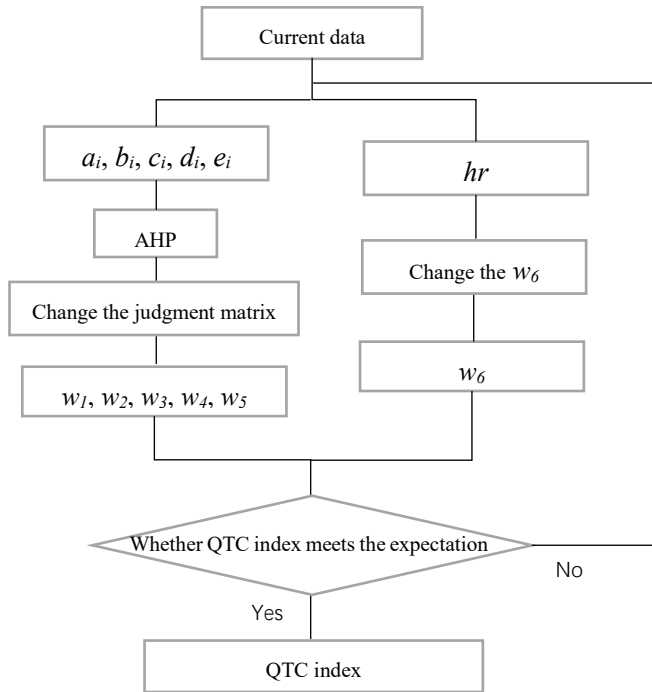 Current data
aᵢ, bᵢ, cᵢ, dᵢ, eᵢ
hr
AHP
Change the w₆
Change the judgment matrix
w₆
w₁, w₂, w₃, w₄, w₅
Whether QTC index meets the expectation
No
Yes
QTC index